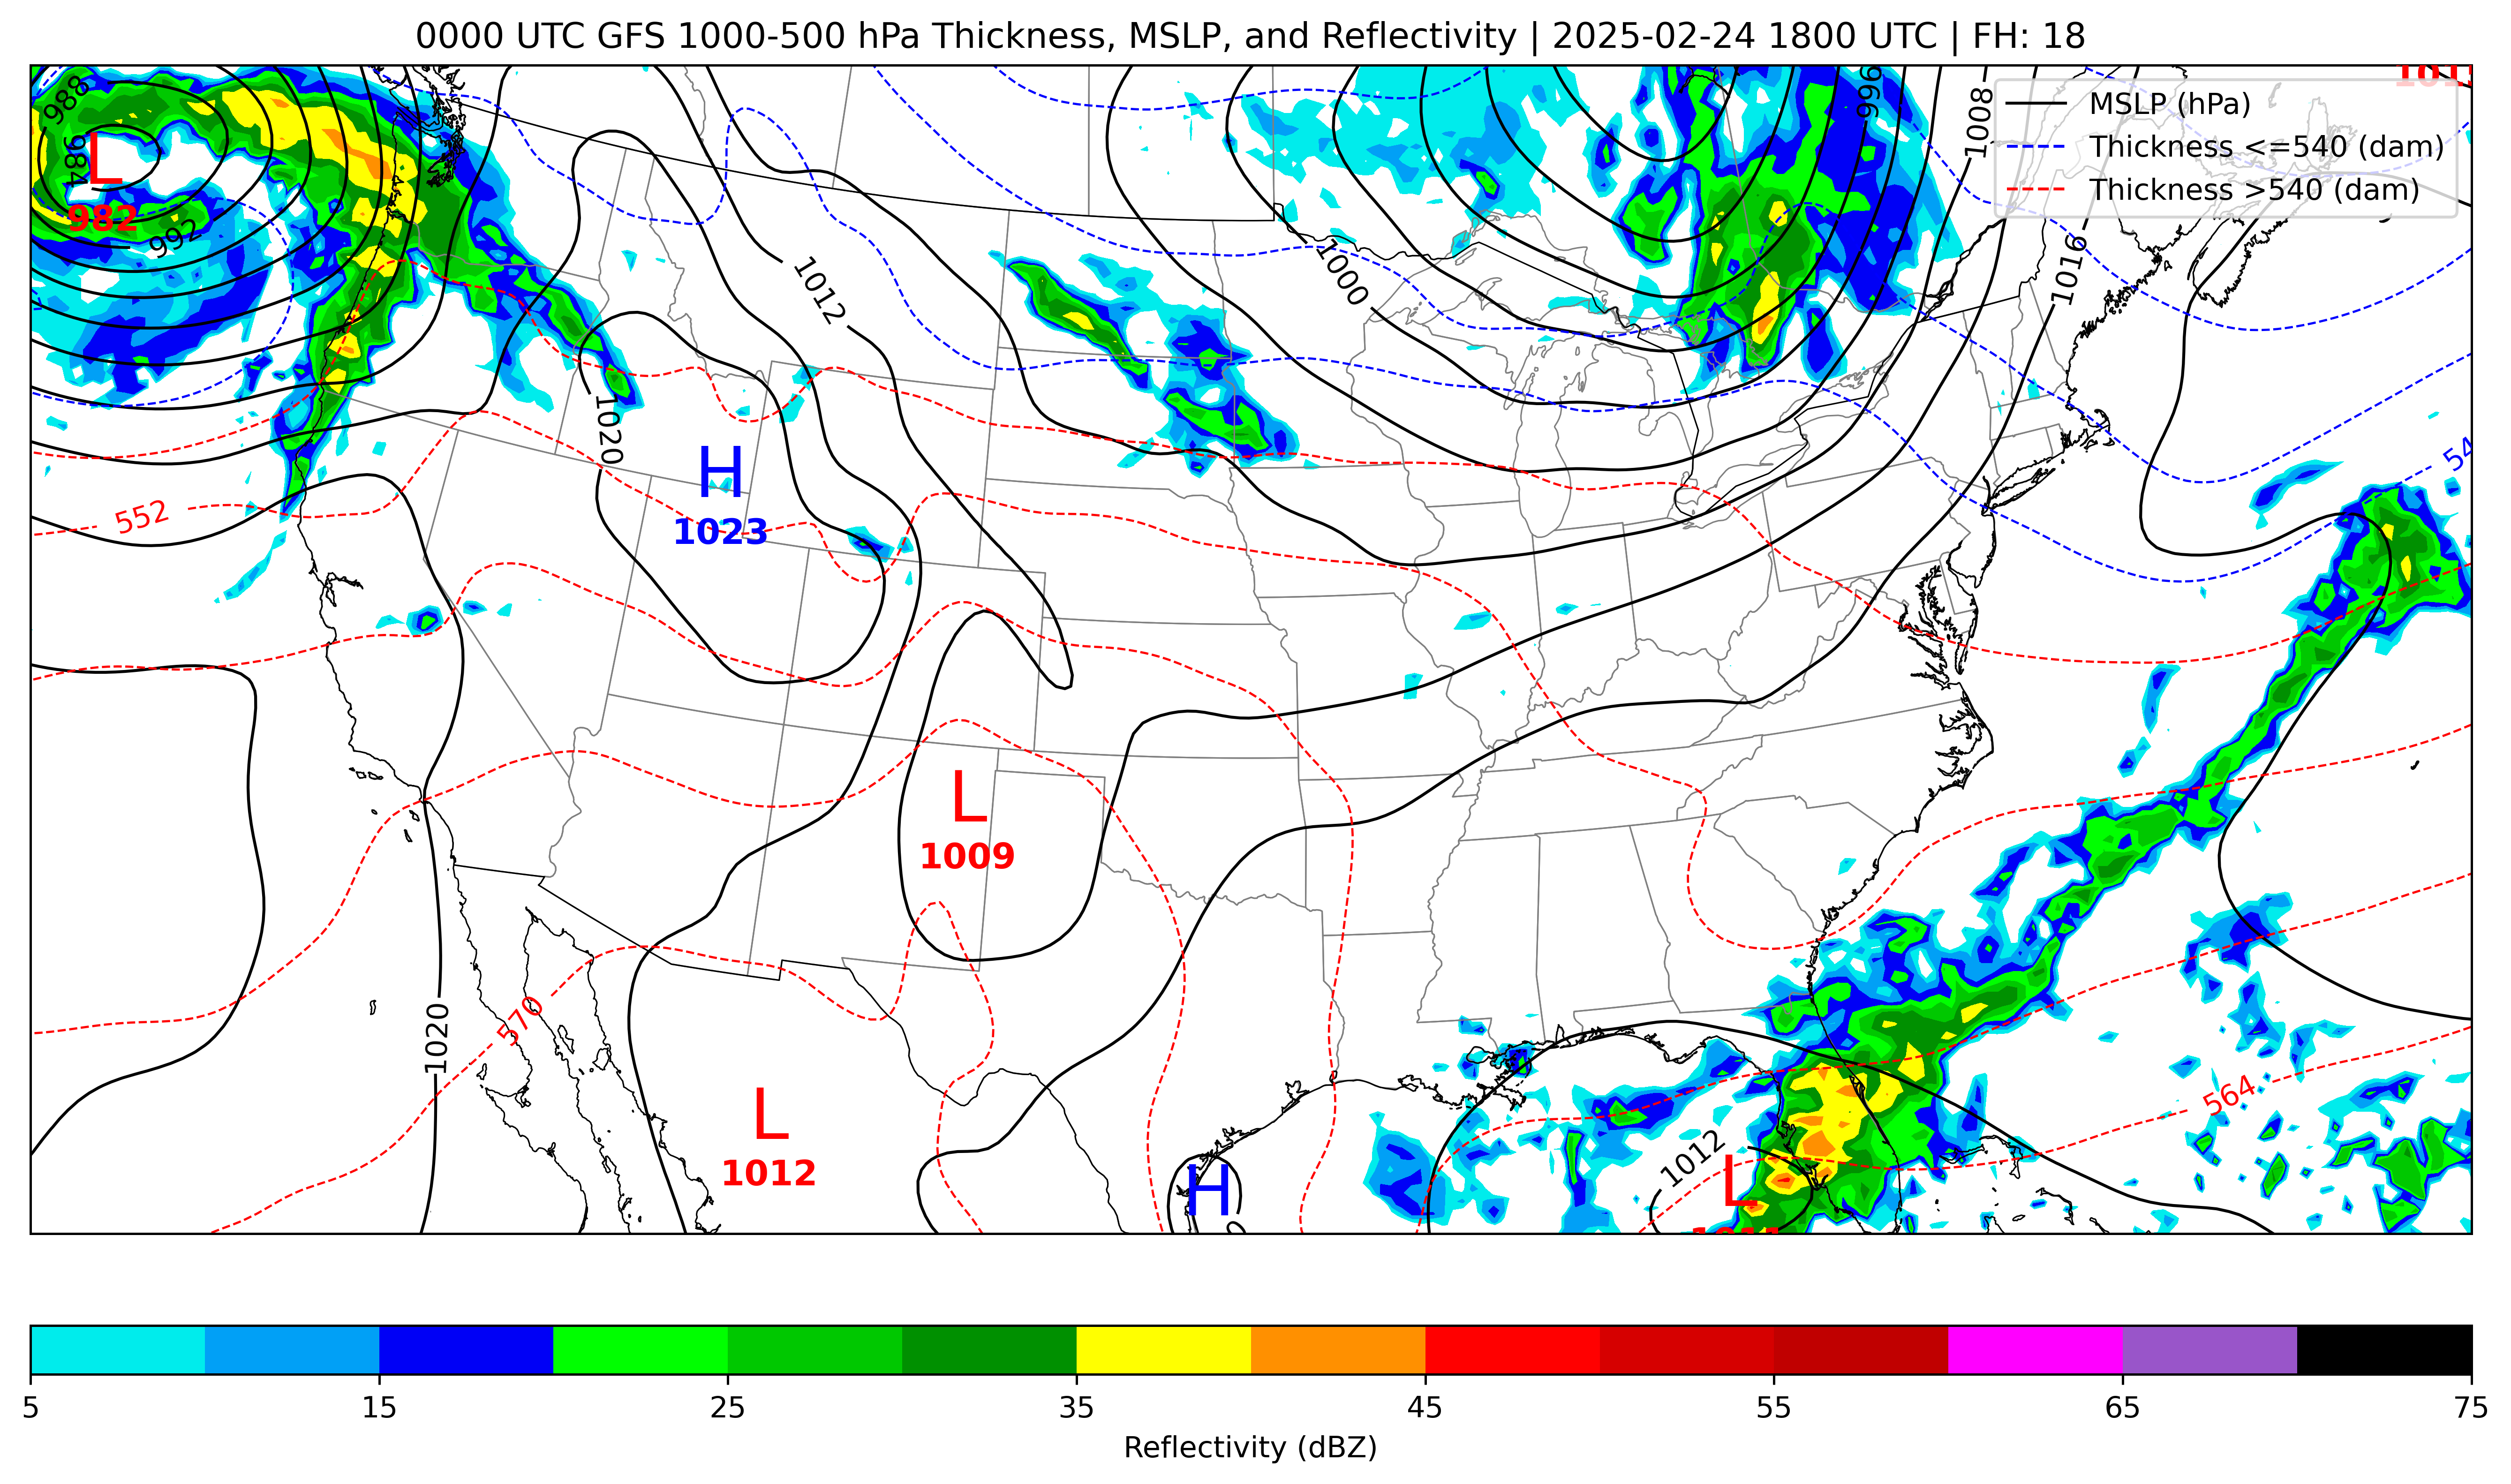 0000 UTC GFS 1000-500 hPa Thickness, MSLP, and Reflectivity | 2025-02-24 1800 UTC | FH: 18
MSLP (hPa)
Thickness <=540 (dam)
Thickness >540 (dam)
988
984
L
982
992
996
1008
1016
1000
1012
1020
H
1023
552
L
1009
570
1020
L
1012
H
1012
L
564
5 15 25 35 45 55 65 75
Reflectivity (dBZ)